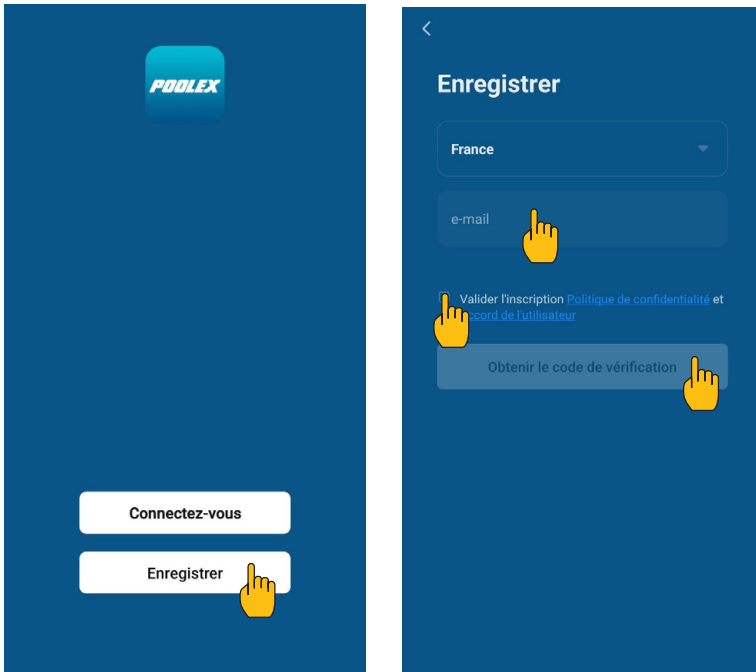 POOLEX
Connectez-vous
Enregistrer
Enregistrer
France
e-mail
Valider l'inscription Politique de confidentialité et
ccord de l'utilisateur
Obtenir le code de vérification